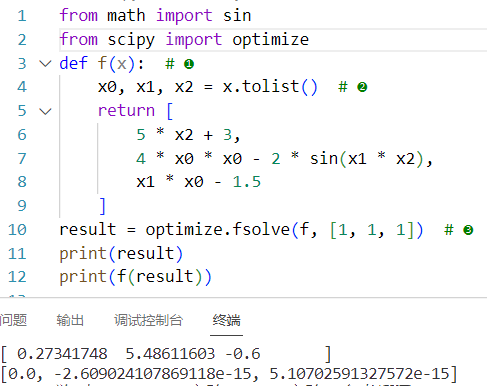 1 from math import sin
2 from scipy import optimize
3 def f(x):  # ❶
4     x0, x1, x2 = x.tolist()  # ❷
5     return [
6         5 * x2 + 3,
7         4 * x0 * x0 - 2 * sin(x1 * x2),
8         x1 * x0 - 1.5
9     ]
10 result = optimize.fsolve(f, [1, 1, 1])  # ❸
11 print(result)
12 print(f(result))
问题 输出 调试控制台 终端
[ 0.27341748  5.48611603 -0.6       ]
[0.0, -2.609024107869118e-15, 5.10702591327572e-15]